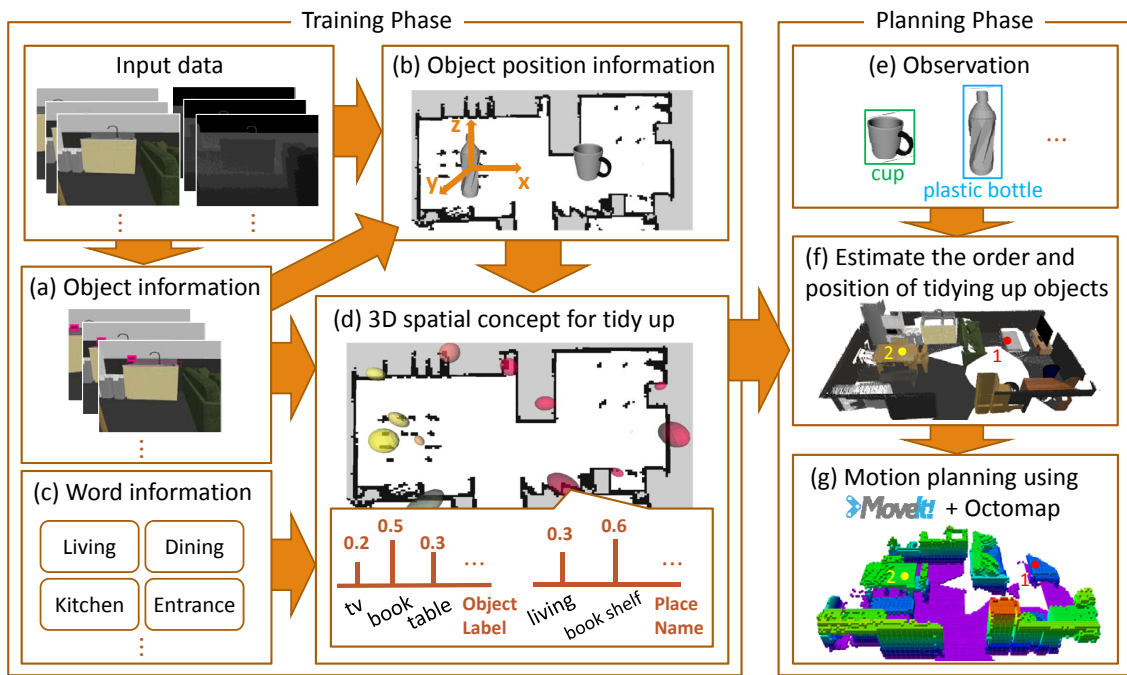 Training Phase
Input data
⋮
⋮
(a) Object information
⋮
(c) Word information
Living
Dining
Kitchen
Entrance
⋮
(b) Object position information
z
y
x
(d) 3D spatial concept for tidy up
0.2
0.5
0.3
...
tv
book
table
Object
Label
0.3
0.6
...
living
book shelf
Place
Name
Planning Phase
(e) Observation
cup
plastic bottle
...
(f) Estimate the order and
position of tidying up objects
2
1
(g) Motion planning using
MoveIt! + Octomap
2
1